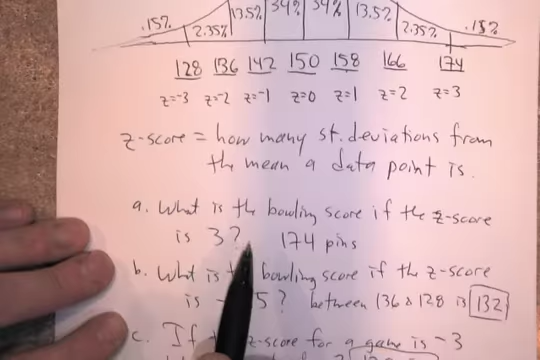 .15% 2.35% 13.5% 34% 34% 13.5% 2.35% .15%
128 136 142 150 158 166 174
z=-3 z=-2 z=-1 z=0 z=1 z=2 z=3
z-score = how many st. deviations from
the mean a data point is.
a. What is the bowling score if the z-score
is 3? 174 pins
b. What is bowling score if the z-score
is 5? between 136 & 128 is 132
c. If z-score for a game is -3